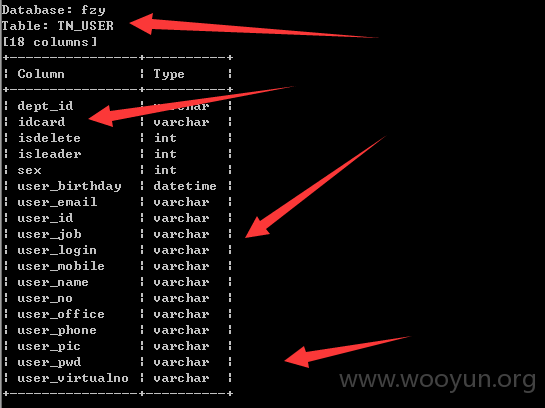 Database: fzy
Table: TN_USER
[18 columns]
+------------------+----------+
| Column | Type |
+------------------+----------+
| dept_id | varchar |
| idcard | varchar |
| isdelete | int |
| isleader | int |
| sex | int |
| user_birthday | datetime |
| user_email | varchar |
| user_id | varchar |
| user_job | varchar |
| user_login | varchar |
| user_mobile | varchar |
| user_name | varchar |
| user_no | varchar |
| user_office | varchar |
| user_phone | varchar |
| user_pic | varchar |
| user_pwd | varchar |
| user_virtualno | varchar |
+------------------+----------+
www.wooyun.org